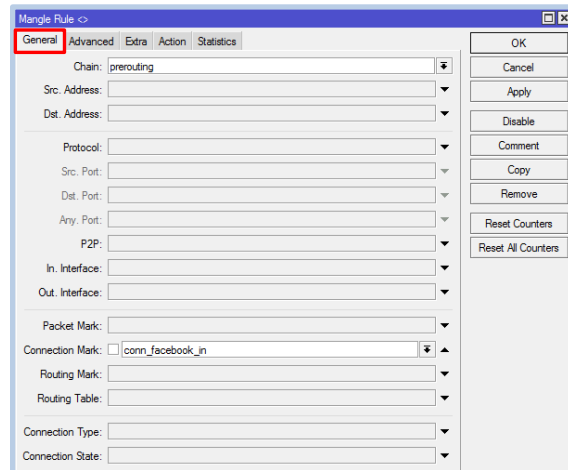 Mangle Rule <>
General Advanced Extra Action Statistics
Chain: prerouting
Src. Address:
Dst. Address:
Protocol:
Src. Port:
Dst. Port:
Any. Port:
P2P:
In. Interface:
Out. Interface:
Packet Mark:
Connection Mark: conn_facebook_in
Routing Mark:
Routing Table:
Connection Type:
Connection State:
OK
Cancel
Apply
Disable
Comment
Copy
Remove
Reset Counters
Reset All Counters